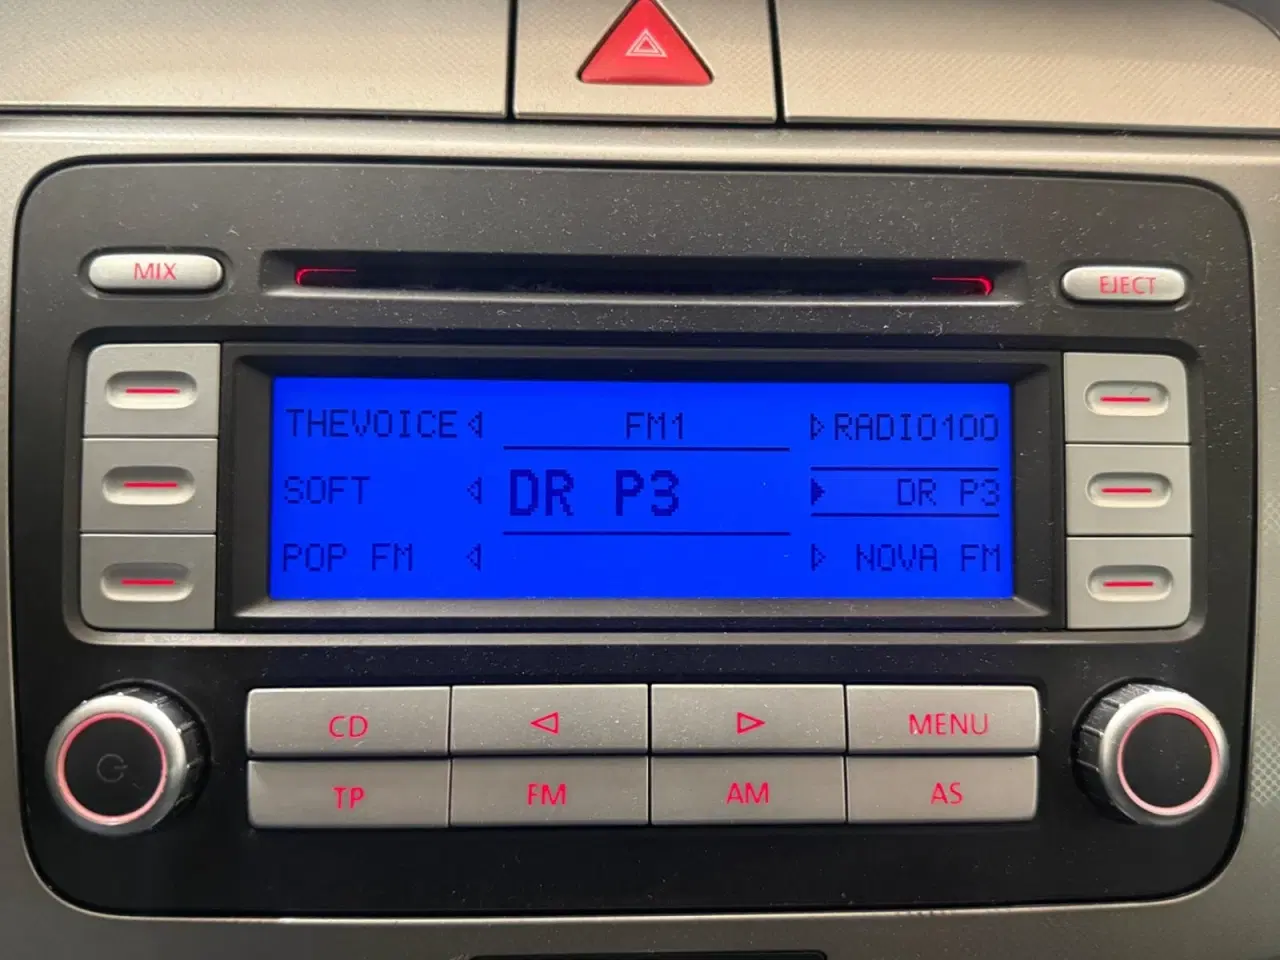 MIX
EJECT
THEVOICE FM1 RADIO100
SOFT DR P3 DR P3
POP FM NOVA FM
CD MENU
TP FM AM AS